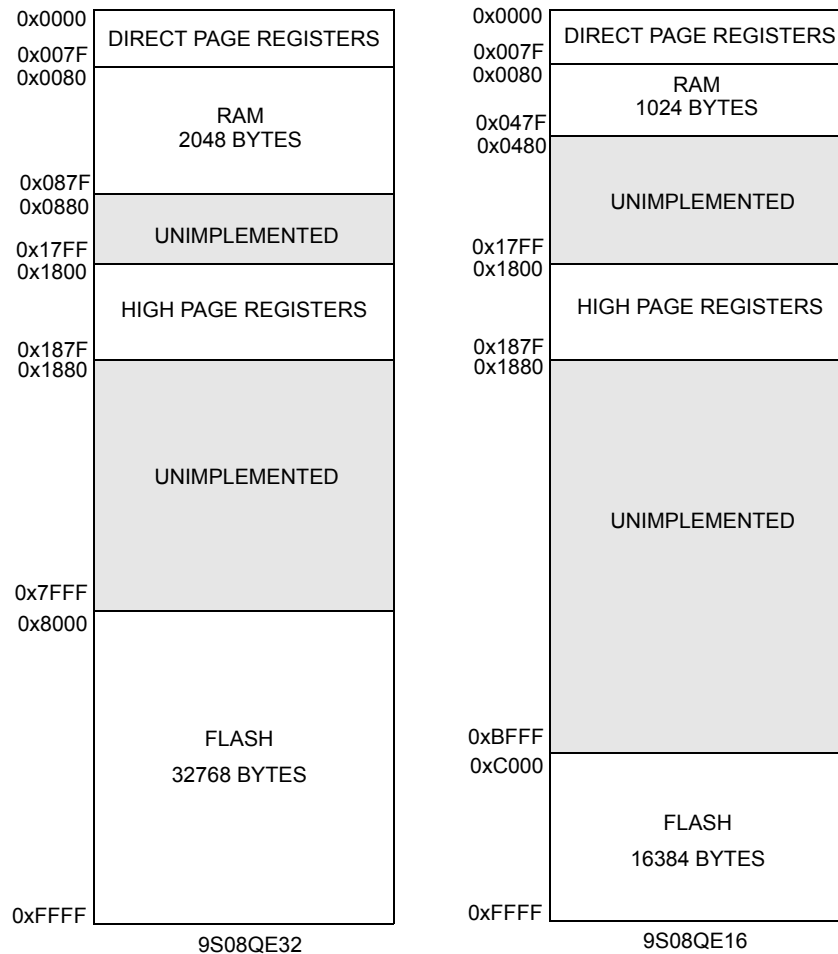 0x0000
DIRECT PAGE REGISTERS
0x007F
0x0080
RAM
2048 BYTES
0x087F
0x0880
UNIMPLEMENTED
0x17FF
0x1800
HIGH PAGE REGISTERS
0x187F
0x1880
UNIMPLEMENTED
0x7FFF
0x8000
FLASH
32768 BYTES
0xFFFF
9S08QE32
0x0000
DIRECT PAGE REGISTERS
0x007F
0x0080
RAM
1024 BYTES
0x047F
0x0480
UNIMPLEMENTED
0x17FF
0x1800
HIGH PAGE REGISTERS
0x187F
0x1880
UNIMPLEMENTED
0xBFFF
0xC000
FLASH
16384 BYTES
0xFFFF
9S08QE16